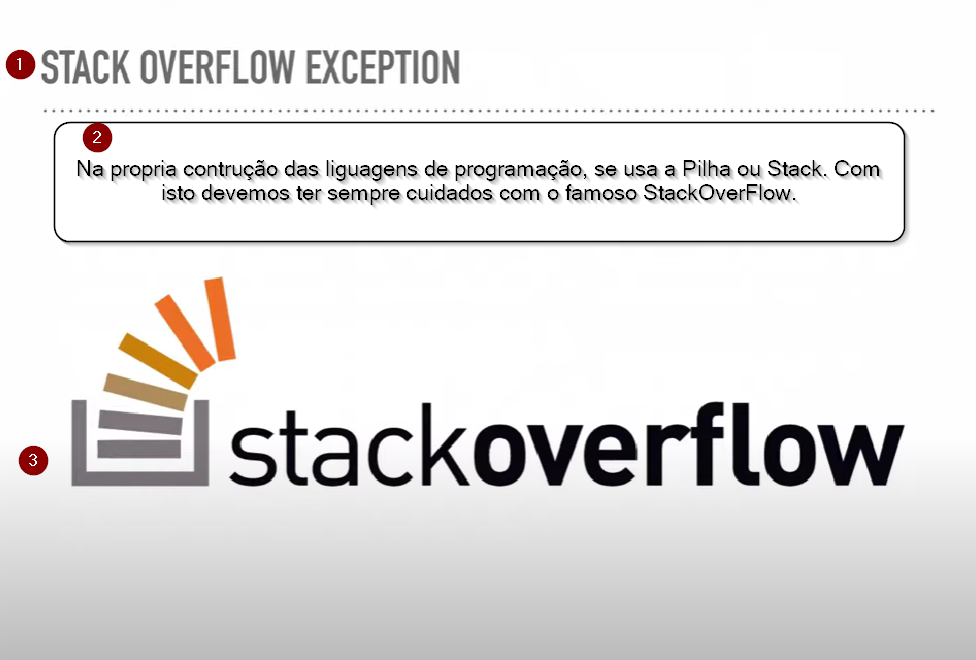 1 STACK OVERFLOW EXCEPTION
2
Na propria contrução das liguagens de programação, se usa a Pilha ou Stack. Com
isto devemos ter sempre cuidados com o famoso StackOverFlow.
3 stackoverflow